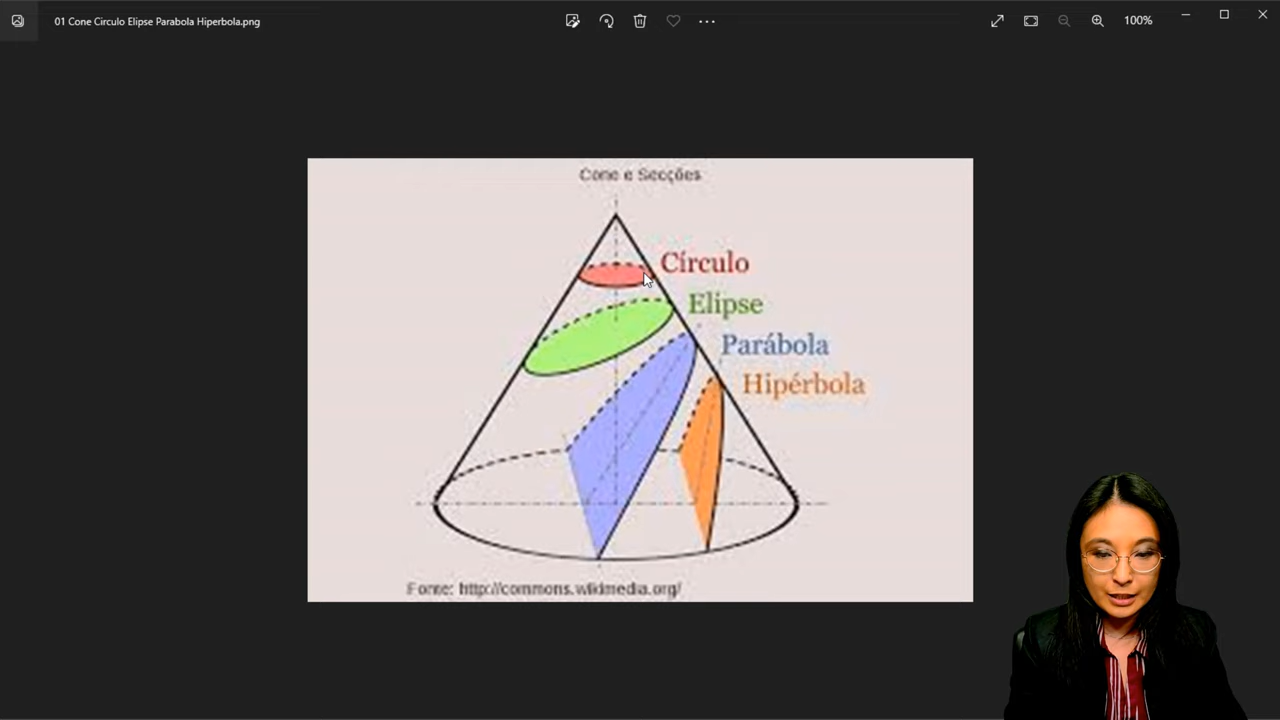 01 Cone Circulo Elipse Parabola Hiperbola.png
100%
Cone e Secções
Círculo
Elipse
Parábola
Hipérbola
Fonte: http://commons.wikimedia.org/